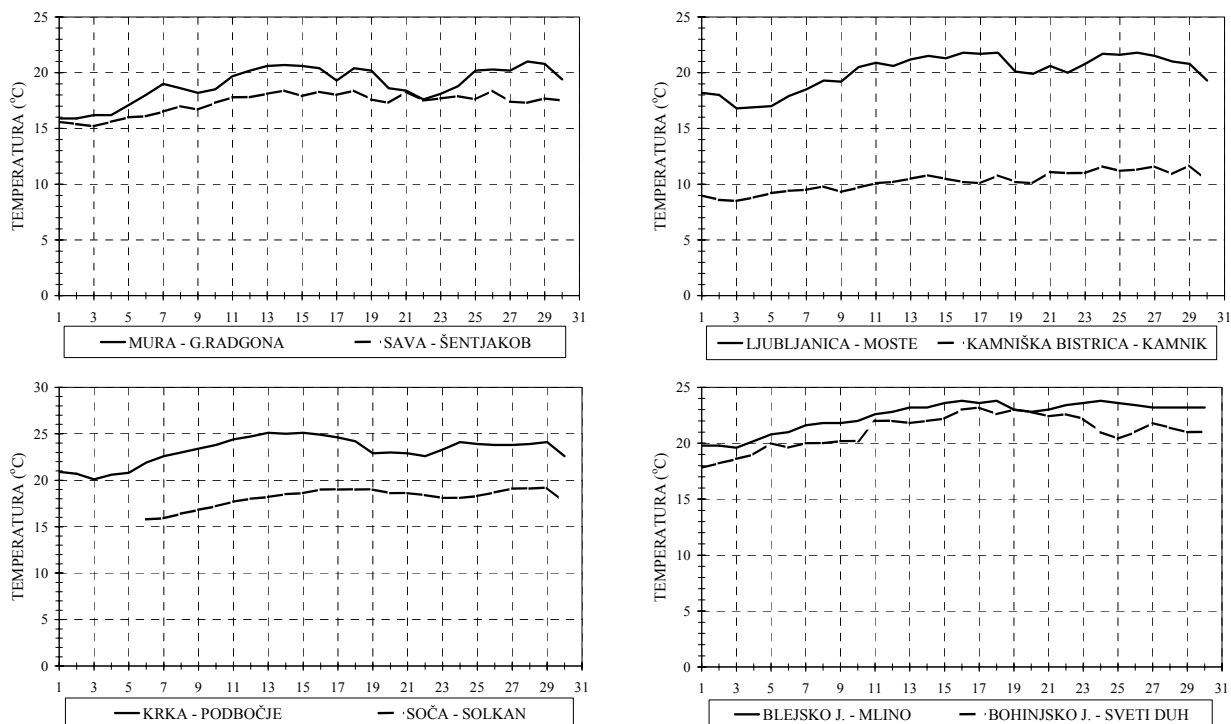 TEMPERATURA (°C)
25
20
15
10
5
0
1 3 5 7 9 11 13 15 17 19 21 23 25 27 29 31
MURA - G.RADGONA SAVA - ŠENTJAKOB
TEMPERATURA (°C)
25
20
15
10
5
0
1 3 5 7 9 11 13 15 17 19 21 23 25 27 29 31
LJUBLJANICA - MOSTE KAMNIŠKA BISTRICA - KAMNIK
TEMPERATURA (°C)
30
25
20
15
10
5
0
1 3 5 7 9 11 13 15 17 19 21 23 25 27 29 31
KRKA - PODBOČJE SOČA - SOLKAN
TEMPERATURA (°C)
25
20
15
10
5
0
1 3 5 7 9 11 13 15 17 19 21 23 25 27 29 31
BLEJSKO J. - MLINO BOHINJSKO J. - SVETI DUH